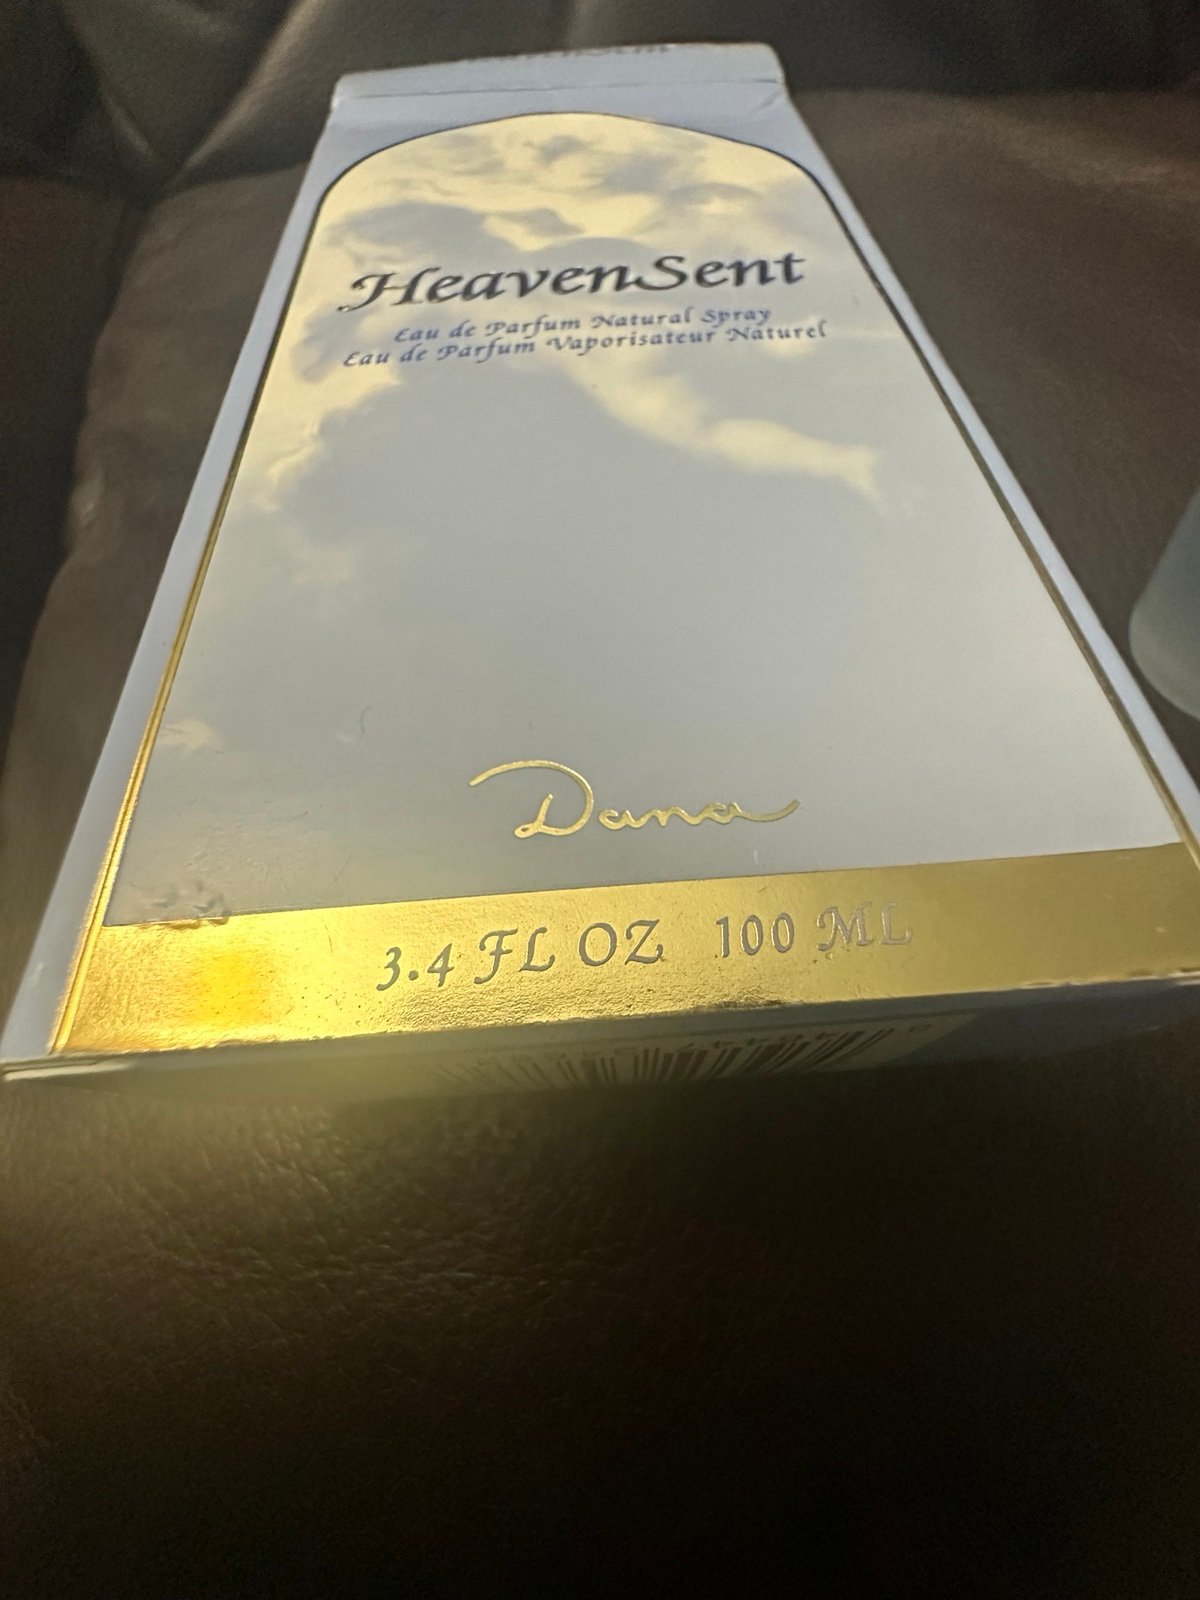 HeavenSent
Eau de Parfum Natural Spray
Eau de Parfum Vaporisateur Naturel
Dana
3.4 FL OZ 100 ML